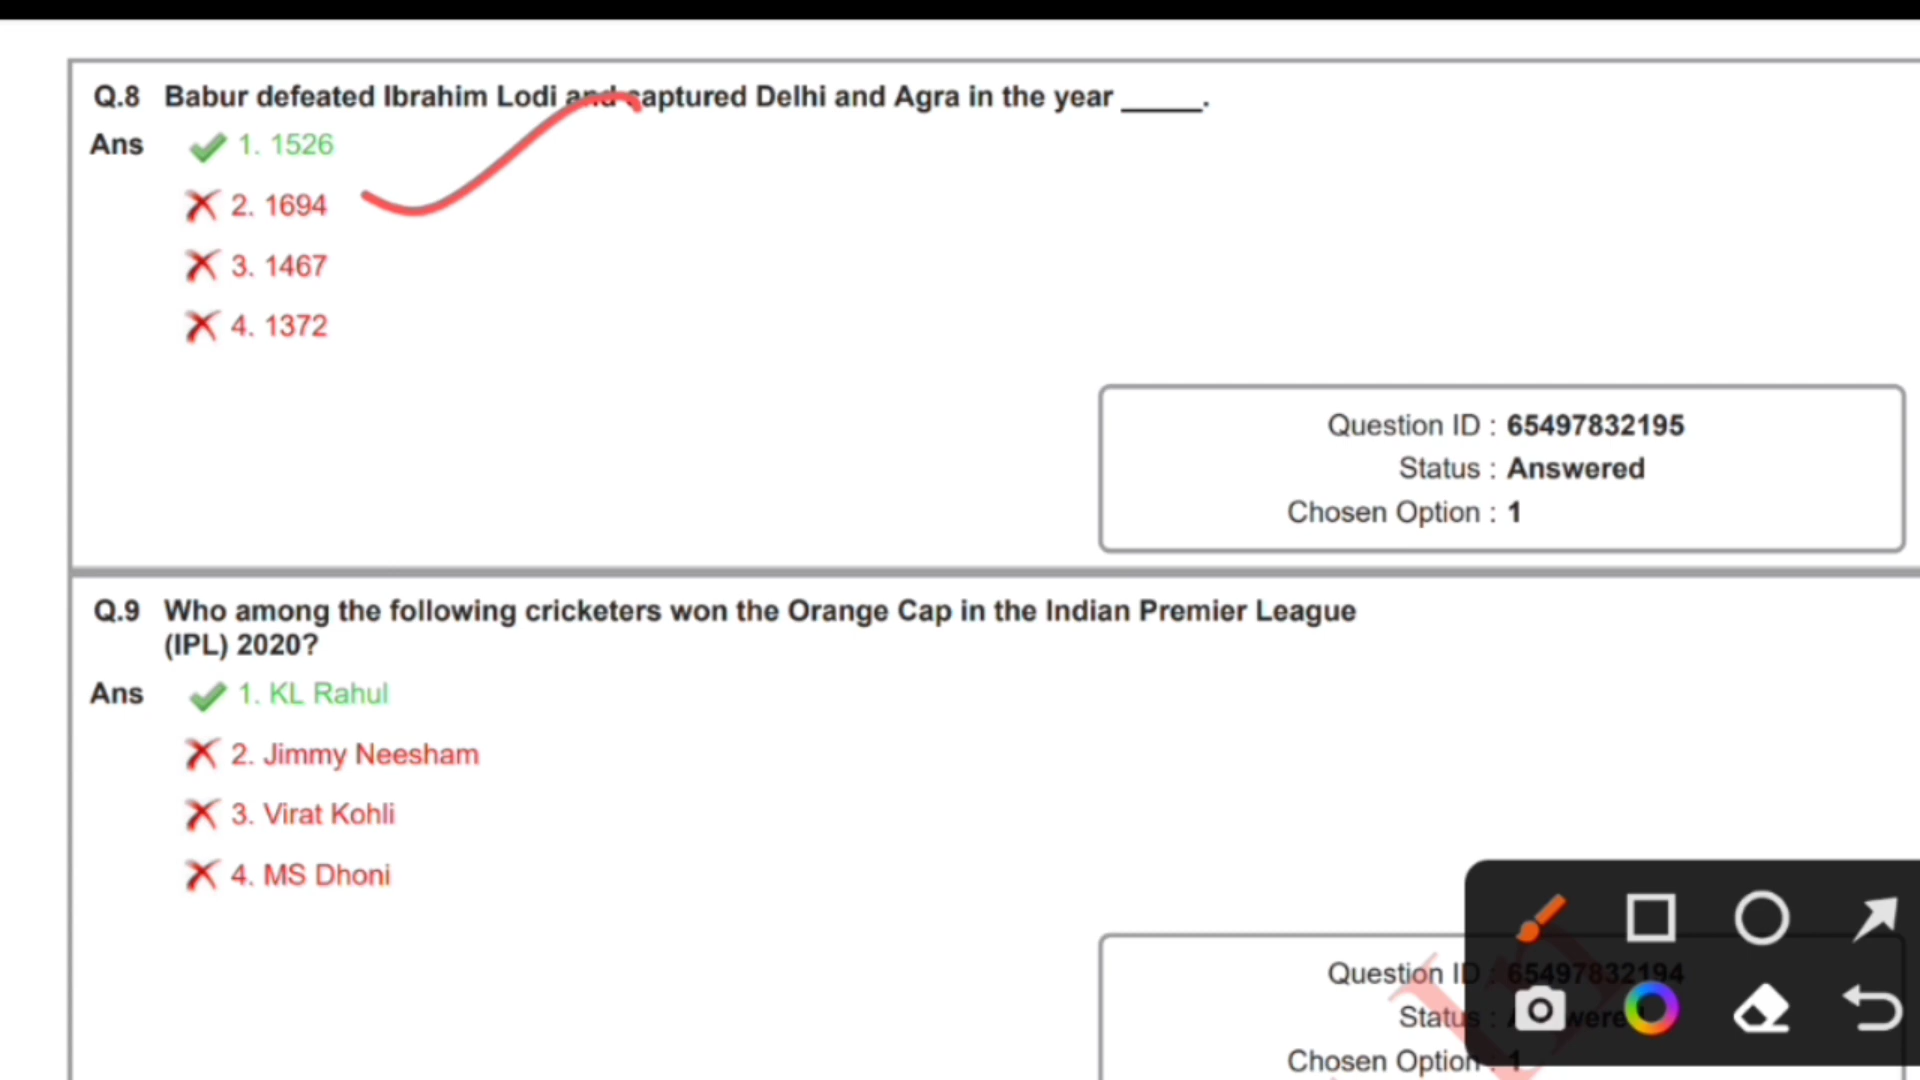 Q.8 Babur defeated Ibrahim Lodi and captured Delhi and Agra in the year _____.
Ans 1. 1526
2. 1694
3. 1467
4. 1372
Question ID : 65497832195
Status : Answered
Chosen Option : 1
Q.9 Who among the following cricketers won the Orange Cap in the Indian Premier League
(IPL) 2020?
Ans 1. KL Rahul
2. Jimmy Neesham
3. Virat Kohli
4. MS Dhoni
Question ID : 65497832194
Status :
Chosen Option : 1